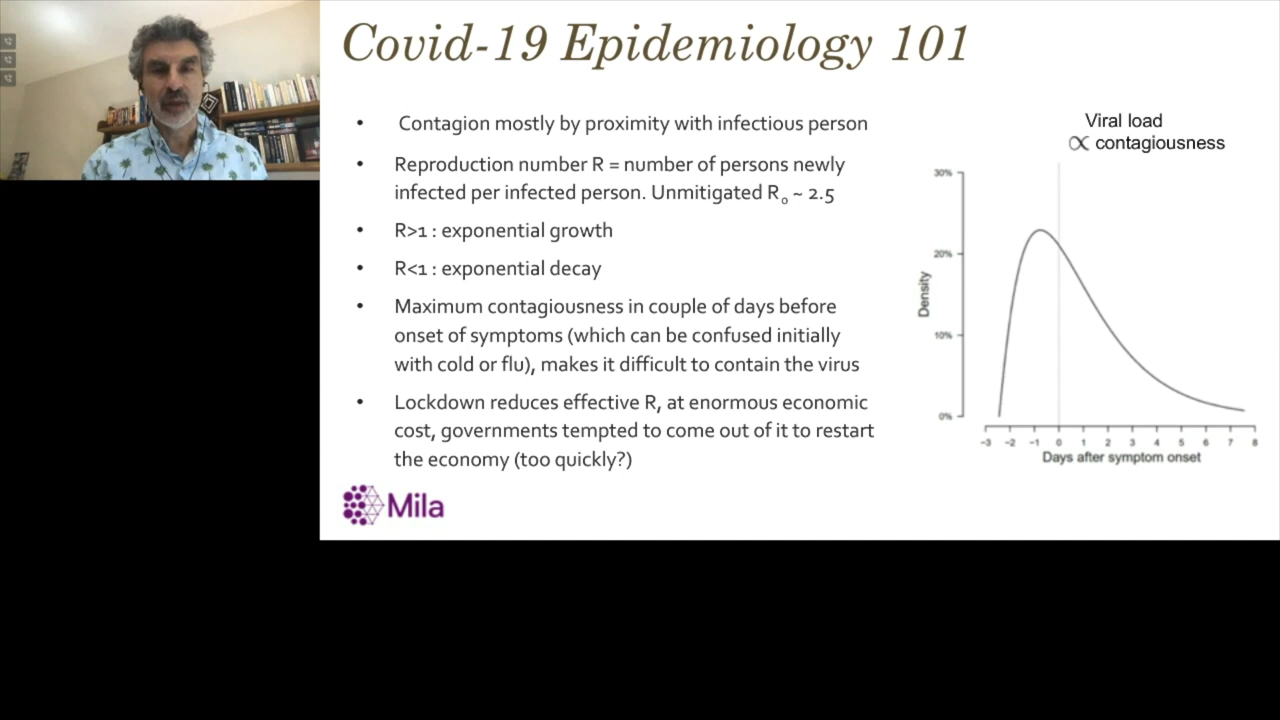 Covid-19 Epidemiology 101
• Contagion mostly by proximity with infectious person
• Reproduction number R = number of persons newly
infected per infected person. Unmitigated R₀ ~ 2.5
• R>1 : exponential growth
• R<1 : exponential decay
• Maximum contagiousness in couple of days before
onset of symptoms (which can be confused initially
with cold or flu), makes it difficult to contain the virus
• Lockdown reduces effective R, at enormous economic
cost, governments tempted to come out of it to restart
the economy (too quickly?)
Mila
Viral load
∝ contagiousness
30%
20%
10%
0%
Density
-3 -2 -1 0 1 2 3 4 5 6 7 8
Days after symptom onset